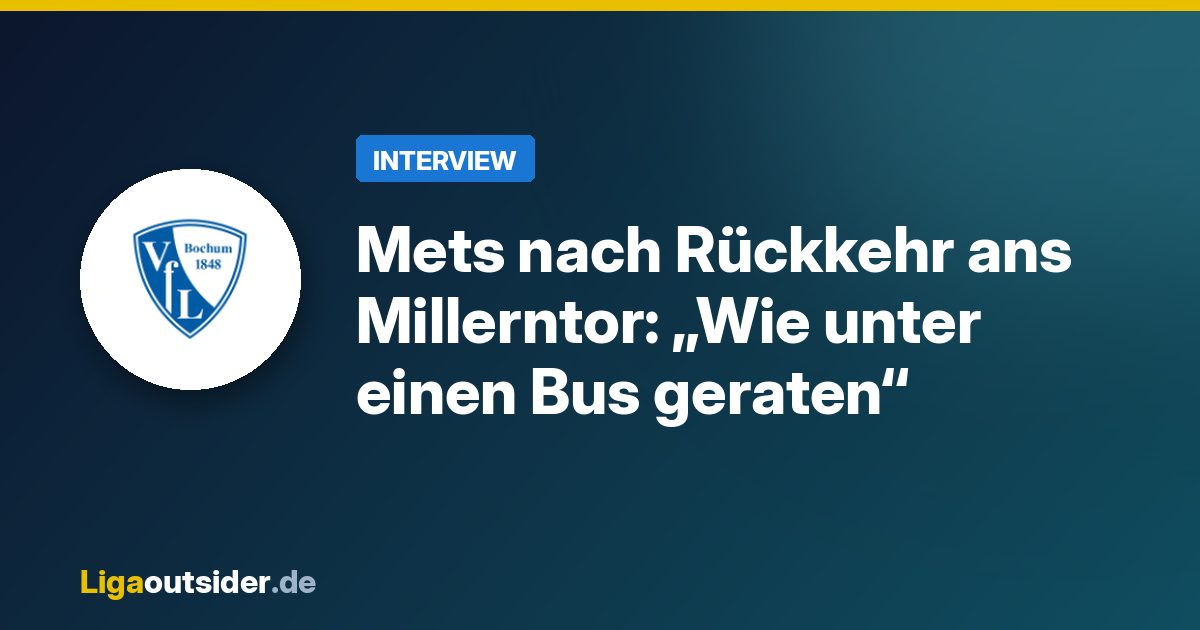 INTERVIEW
VfL
Bochum
1848
Mets nach Rückkehr ans
Millerntor: „Wie unter
einen Bus geraten“
Ligaoutsider.de